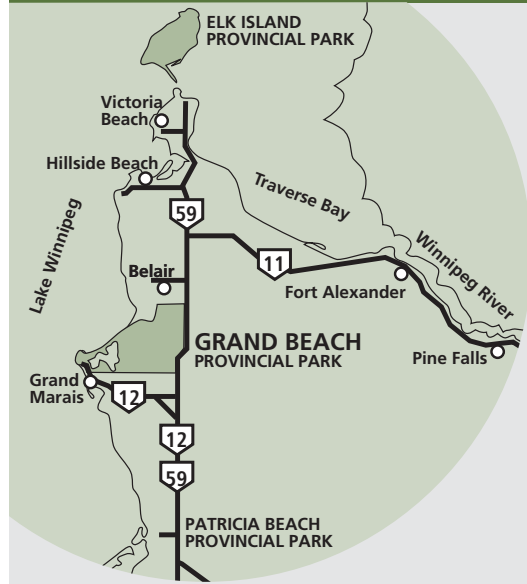 ELK ISLAND
PROVINCIAL PARK
Victoria
Beach
Hillside Beach
Traverse Bay
59
Lake Winnipeg
11
Winnipeg River
Belair
Fort Alexander
GRAND BEACH
PROVINCIAL PARK
Pine Falls
Grand
Marais
12
12
59
PATRICIA BEACH
PROVINCIAL PARK